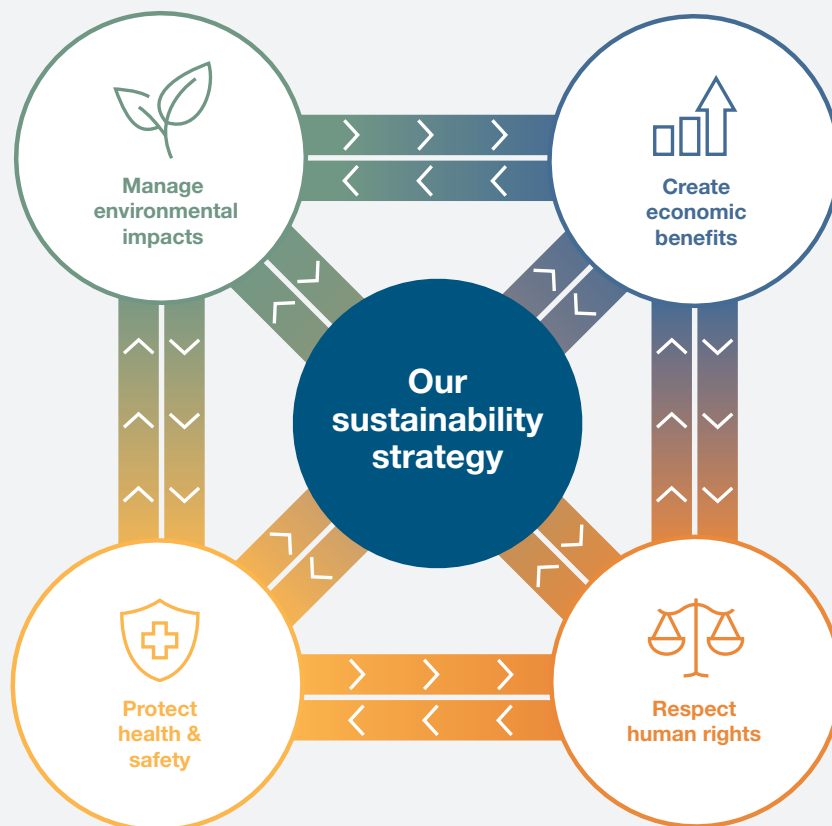 Manage
environmental
impacts
Create
economic
benefits
Our
sustainability
strategy
Protect
health &
safety
Respect
human rights